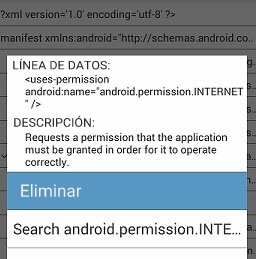 ?xml version='1.0' encoding='utf-8' ?>
manifest xmlns:android="http://schemas.android.co..
LÍNEA DE DATOS:
<uses-permission
android:name="android.permission.INTERNET
" />
DESCRIPCIÓN:
Requests a permission that the application
must be granted in order for it to operate
correctly.
Eliminar
Search android.permission.INTE...